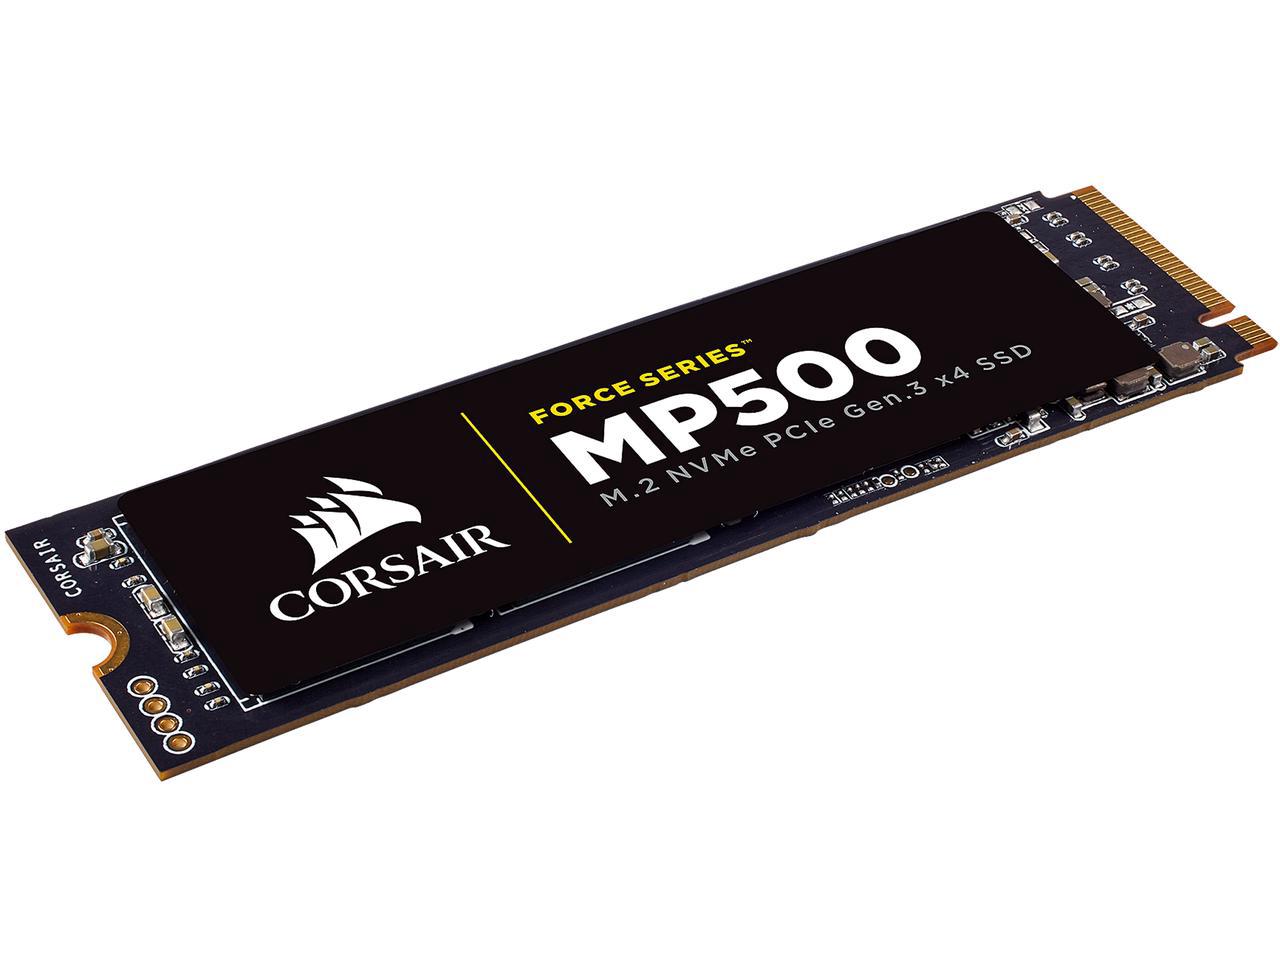 FORCE SERIES™
MP500
M.2 NVMe PCIe Gen.3 x4 SSD
CORSAIR
CORSAIR